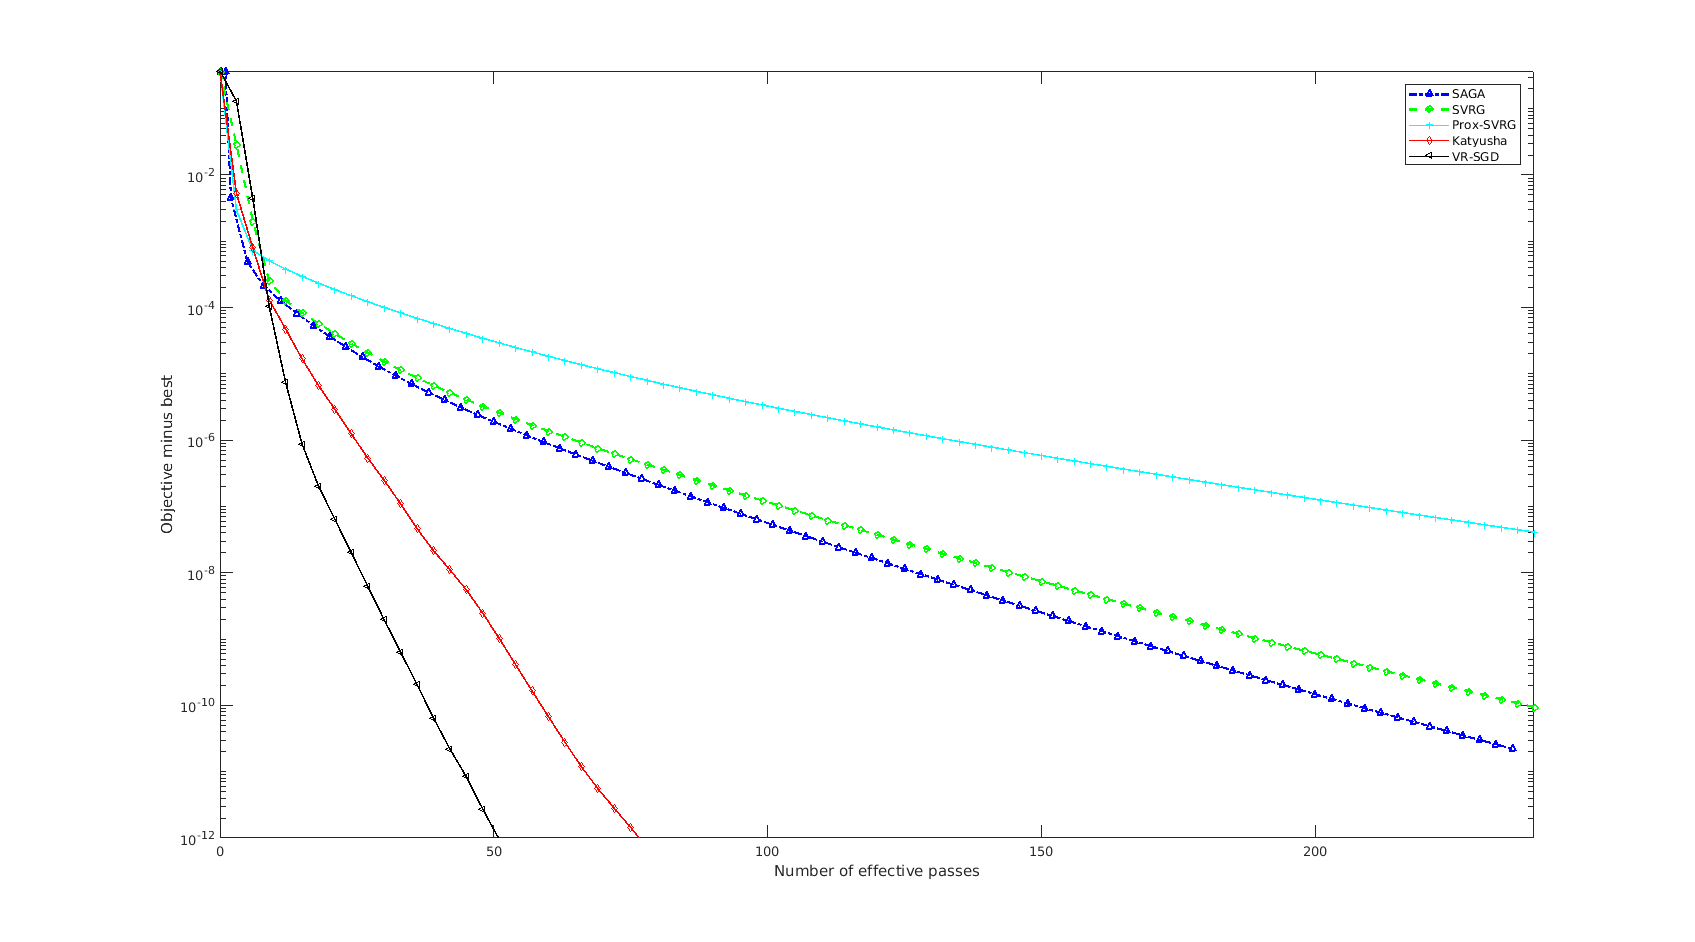 SAGA
SVRG
Prox-SVRG
Katyusha
VR-SGD
10^-2
10^-4
10^-6
10^-8
10^-10
10^-12
Objective minus best
0 50 100 150 200
Number of effective passes